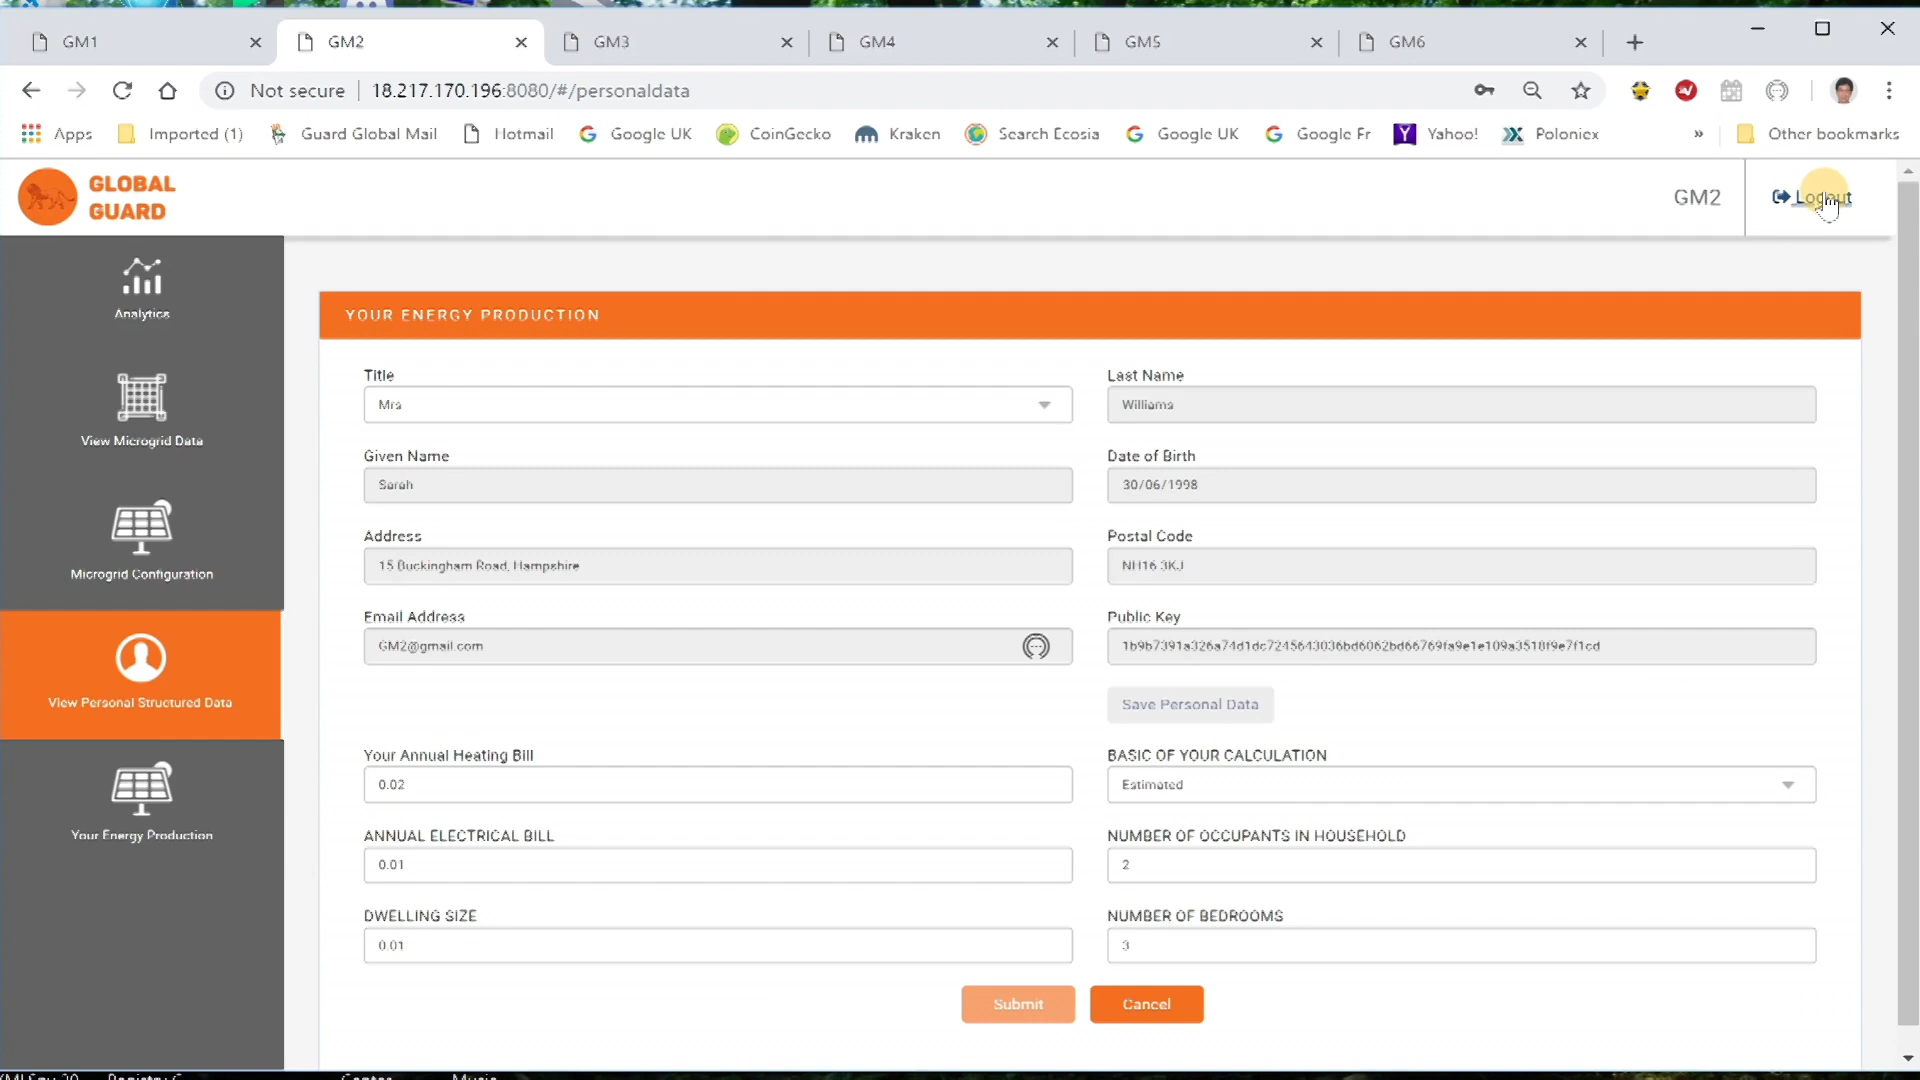 GM1
GM2
GM3
GM4
GM5
GM6
Not secure
18.217.170.196:8080/#/personaldata
Apps
Imported (1)
Guard Global Mail
Hotmail
Google UK
CoinGecko
Kraken
Search Ecosia
Google UK
Google Fr
Yahoo!
Poloniex
»
Other bookmarks
GLOBAL
GUARD
GM2
Logout
Analytics
View Microgrid Data
Microgrid Configuration
View Personal Structured Data
Your Energy Production
YOUR ENERGY PRODUCTION
Title
Last Name
Mrs
Williams
Given Name
Date of Birth
Sarah
30/06/1998
Address
Postal Code
15 Buckingham Road, Hampshire
NH16 3KJ
Email Address
Public Key
GM2@gmail.com
1b9b7391a326a74d1dc7245643036bd6062bd66769fa9e1e109a3518f9e7f1cd
Save Personal Data
Your Annual Heating Bill
BASIC OF YOUR CALCULATION
0.02
Estimated
ANNUAL ELECTRICAL BILL
NUMBER OF OCCUPANTS IN HOUSEHOLD
0.01
2
DWELLING SIZE
NUMBER OF BEDROOMS
0.01
3
Submit
Cancel